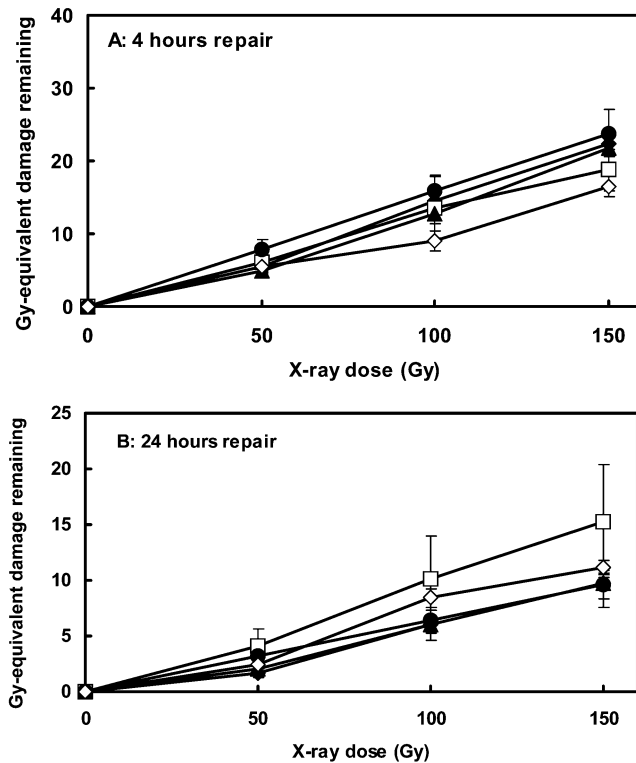 40
A: 4 hours repair
30
20
10
0
Gy-equivalent damage remaining
0 50 100 150
X-ray dose (Gy)
25
B: 24 hours repair
20
15
10
5
0
Gy-equivalent damage remaining
0 50 100 150
X-ray dose (Gy)